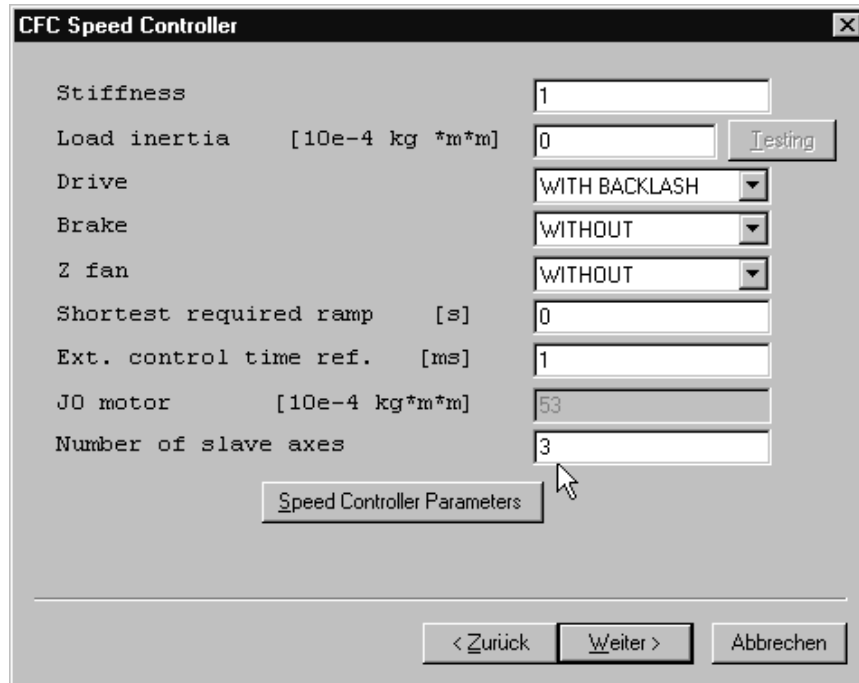 CFC Speed Controller
Stiffness 1
Load inertia [10e-4 kg *m*m] 0 Testing
Drive WITH BACKLASH
Brake WITHOUT
Z fan WITHOUT
Shortest required ramp [s] 0
Ext. control time ref. [ms] 1
J0 motor [10e-4 kg*m*m] 53
Number of slave axes 3
Speed Controller Parameters
< Zurück Weiter > Abbrechen